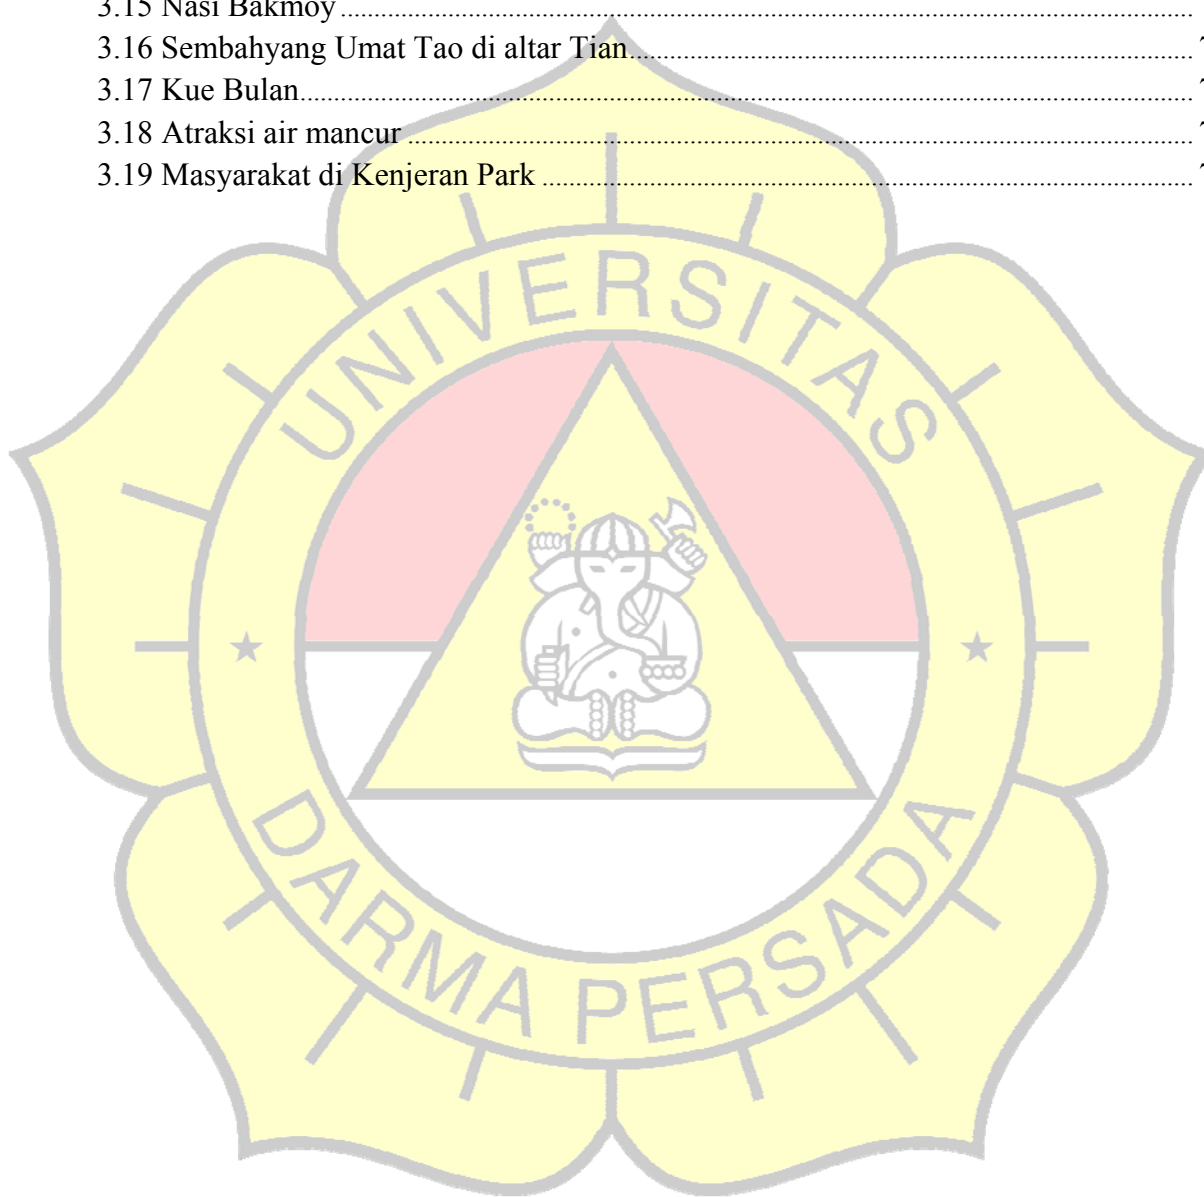 3.15 Nasi Bakmoy
3.16 Sembahyang Umat Tao di altar Tian
3.17 Kue Bulan
3.18 Atraksi air mancur
3.19 Masyarakat di Kenjeran Park
UNIVERSITAS
DARMA PERSADA